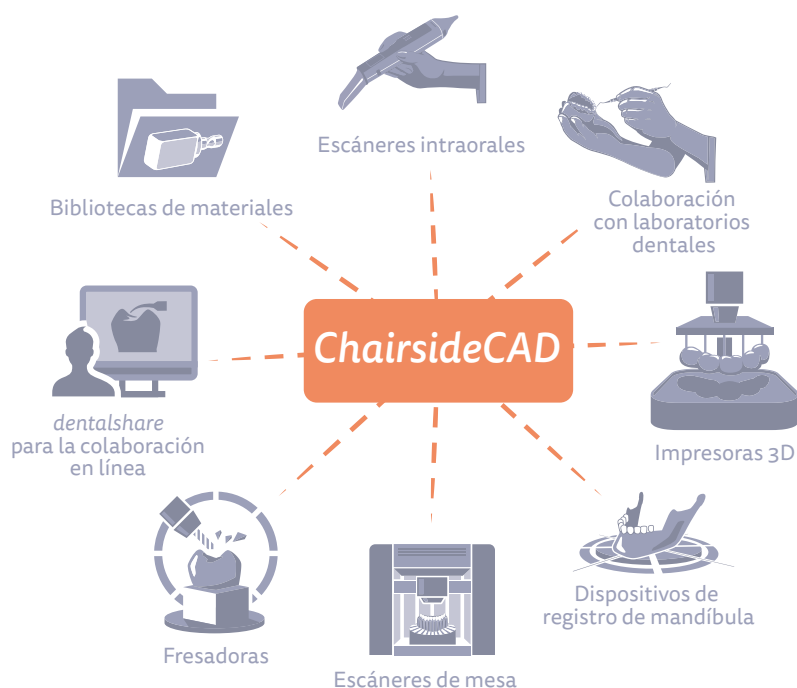 Escáneres intraorales
Bibliotecas de materiales
Colaboración
con laboratorios
dentales
ChairsideCAD
dentalshare
para la colaboración
en línea
Impresoras 3D
Fresadoras
Escáneres de mesa
Dispositivos de
registro de mandíbula